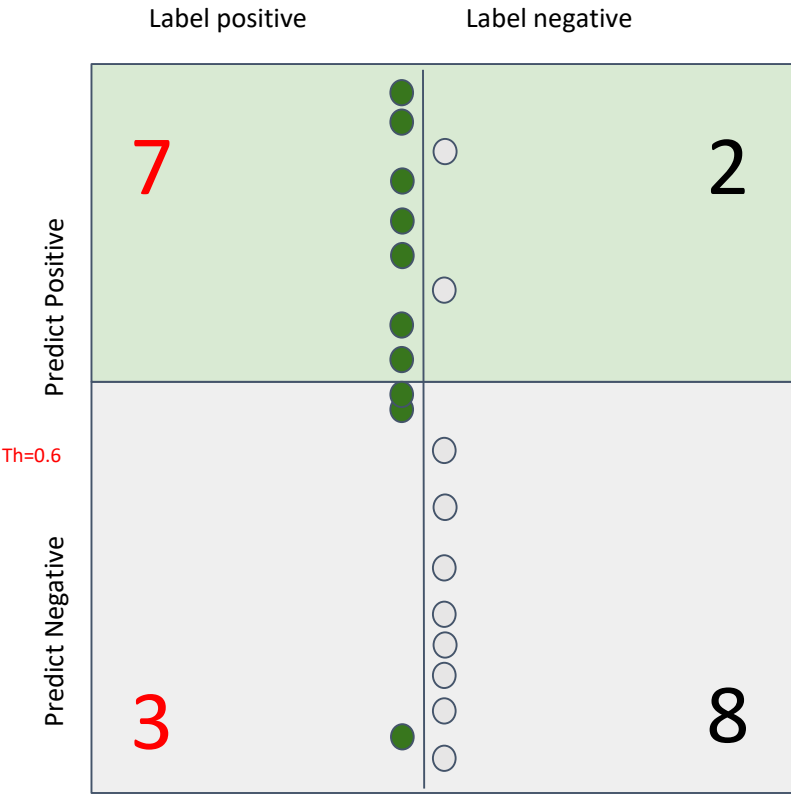 Label positive
Label negative
7
2
Predict Positive
Th=0.6
Predict Negative
3
8